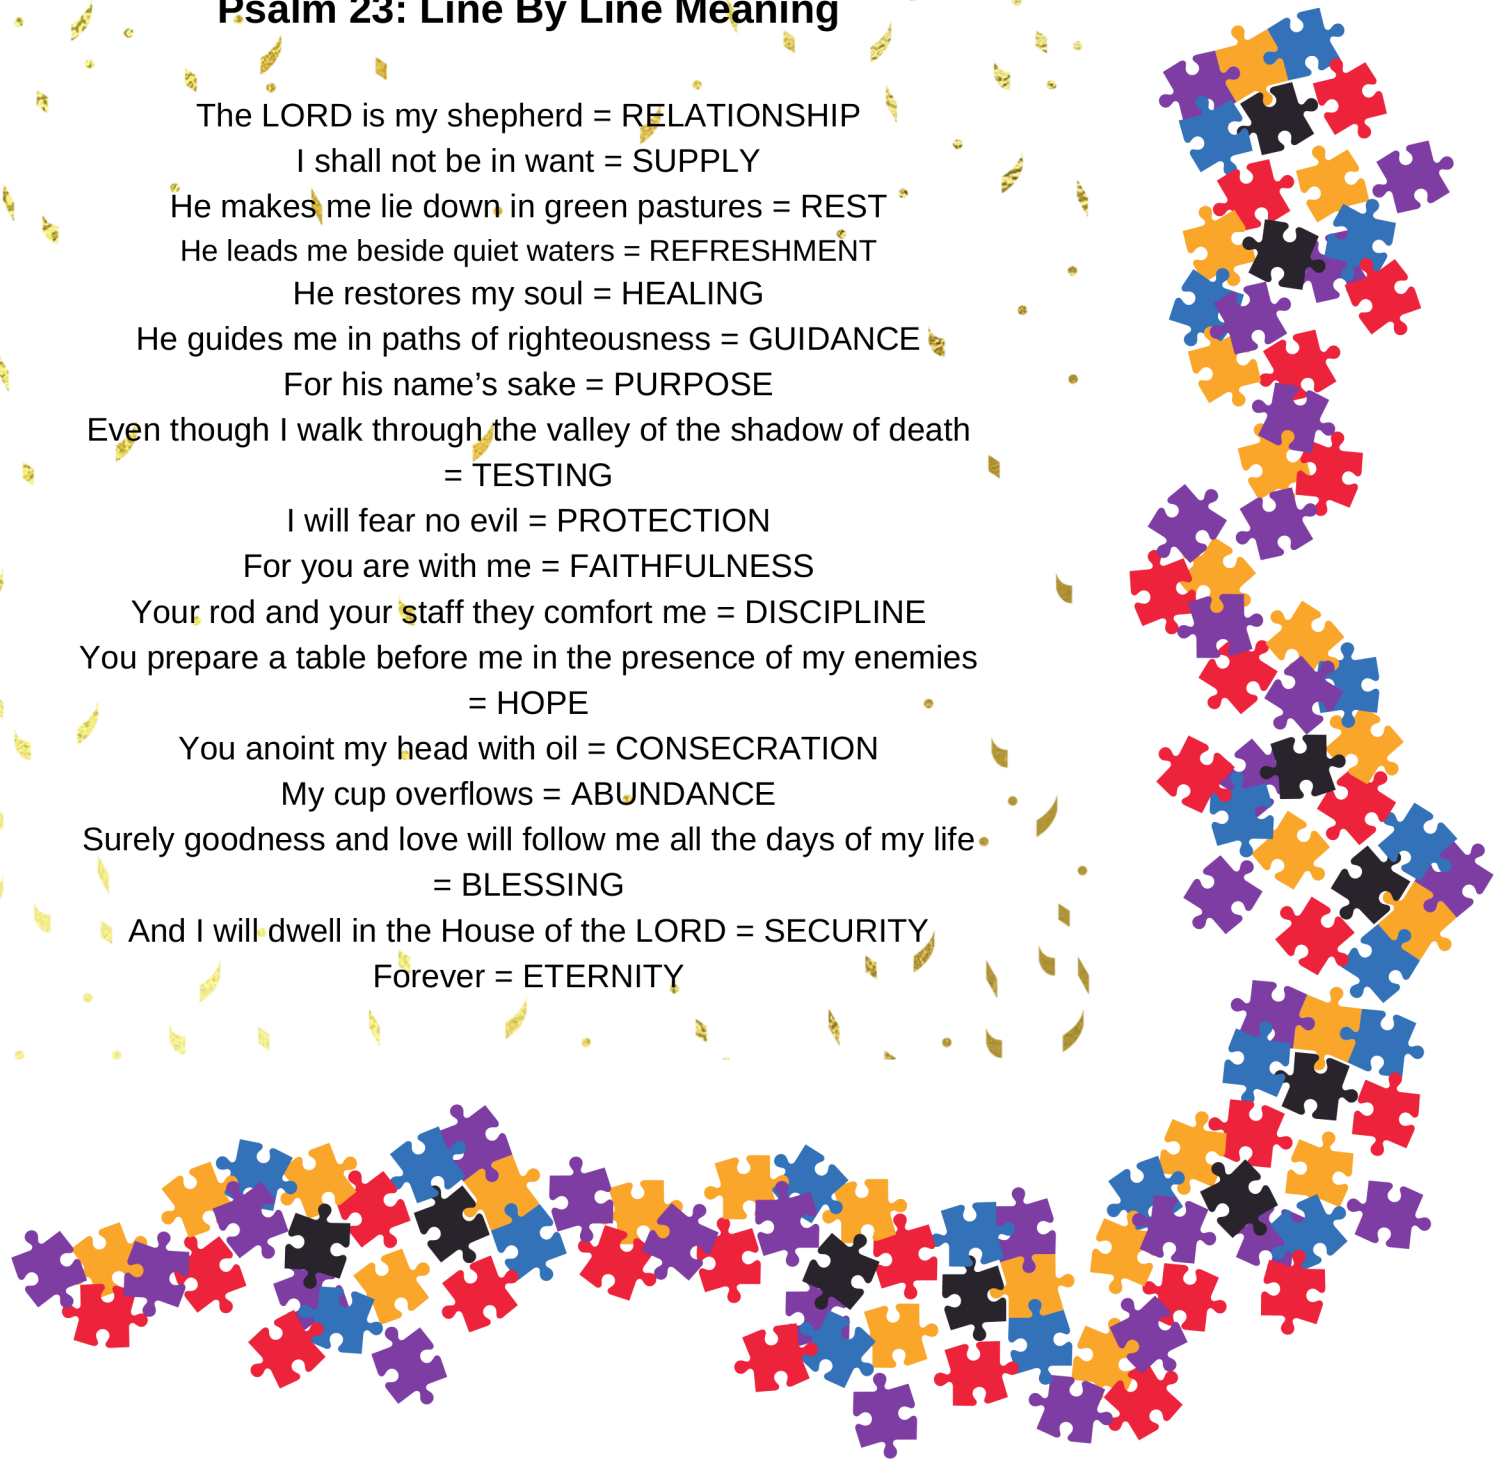 Psalm 23: Line By Line Meaning
The LORD is my shepherd = RELATIONSHIP
I shall not be in want = SUPPLY
He makes me lie down in green pastures = REST
He leads me beside quiet waters = REFRESHMENT
He restores my soul = HEALING
He guides me in paths of righteousness = GUIDANCE
For his name’s sake = PURPOSE
Even though I walk through the valley of the shadow of death
= TESTING
I will fear no evil = PROTECTION
For you are with me = FAITHFULNESS
Your rod and your staff they comfort me = DISCIPLINE
You prepare a table before me in the presence of my enemies
= HOPE
You anoint my head with oil = CONSECRATION
My cup overflows = ABUNDANCE
Surely goodness and love will follow me all the days of my life
= BLESSING
And I will dwell in the House of the LORD = SECURITY
Forever = ETERNITY